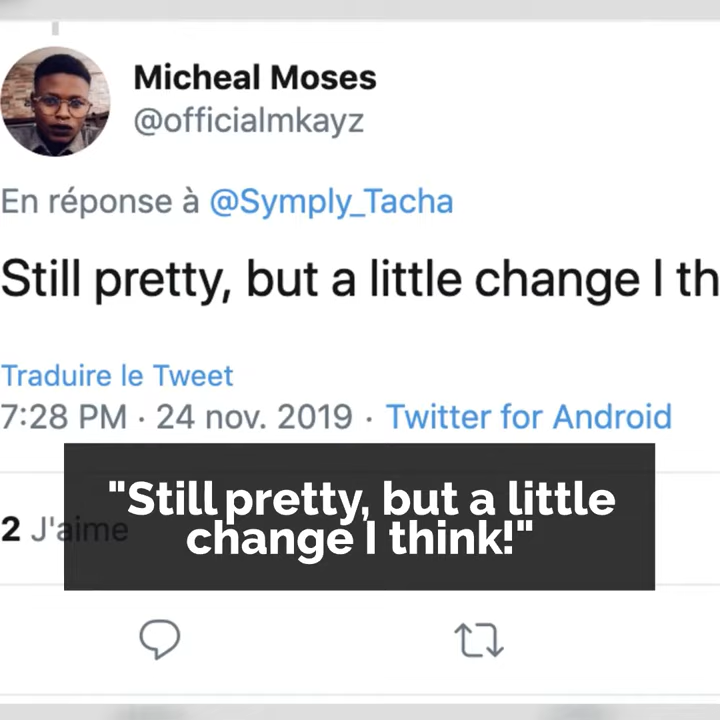 Micheal Moses
@officialmkayz
En réponse à @Symply_Tacha
Still pretty, but a little change I th
Traduire le Tweet
7:28 PM · 24 nov. 2019 · Twitter for Android
"Still pretty, but a little
change I think!"
2 J'aime